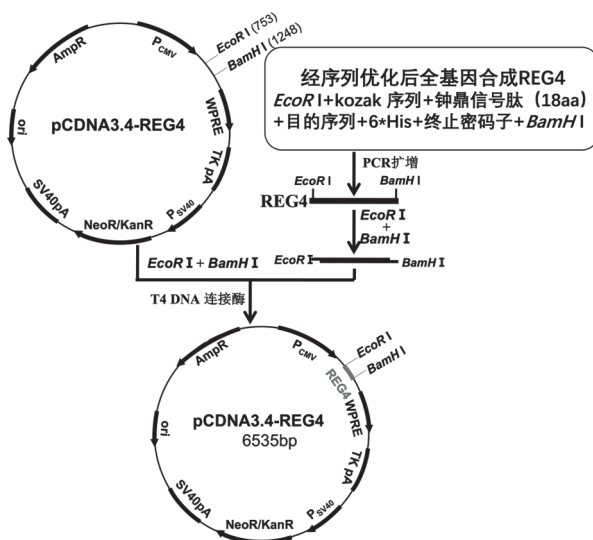 AmpR
PCMV
EcoR I (753)
BamH I (1248)
WPRE
TK pA
PSV40
NeoR/KanR
SV40pA
ori
pCDNA3.4-REG4
经序列优化后全基因合成REG4
EcoR I+kozak 序列+钟鼎信号肽（18aa）
+目的序列+6*His+终止密码子+BamH I
PCR扩增
EcoR I
BamH I
REG4
EcoR I
+
BamH I
EcoR I
BamH I
EcoR I + BamH I
T4 DNA 连接酶
AmpR
PCMV
EcoR I
BamH I
REG4
WPRE
TK pA
PSV40
NeoR/KanR
SV40pA
ori
pCDNA3.4-REG4
6535bp